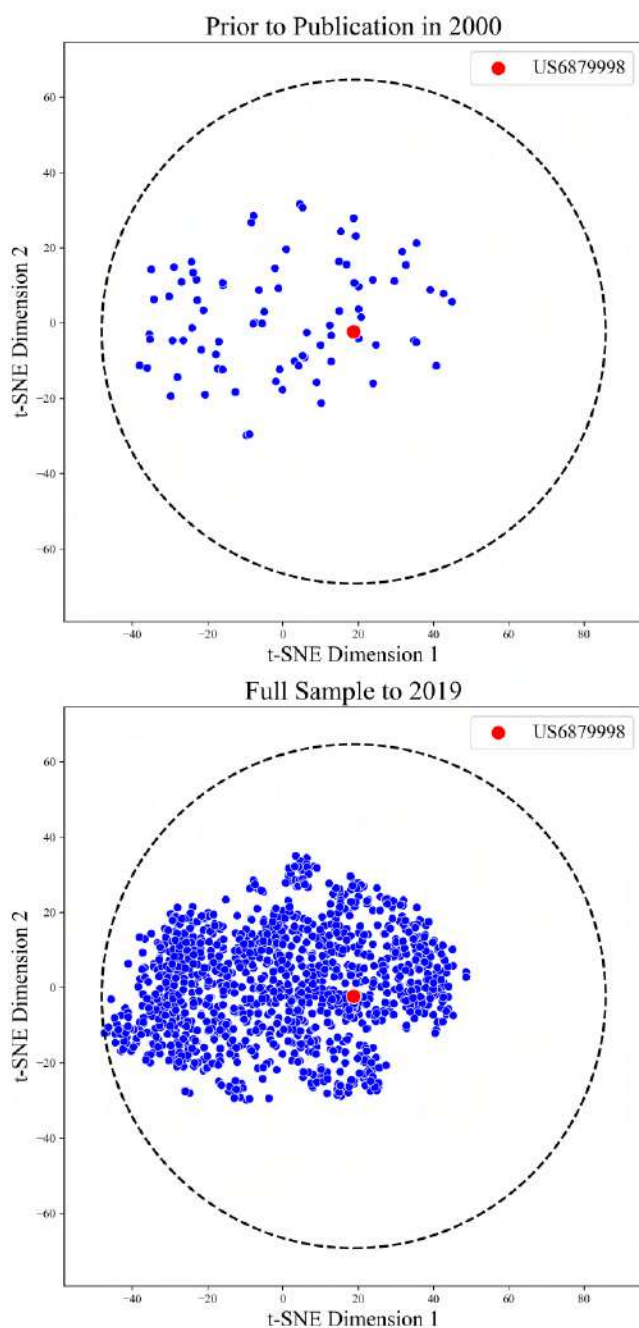 Prior to Publication in 2000
US6879998
60
40
20
0
−20
−40
−60
t-SNE Dimension 2
−40 −20 0 20 40 60 80
t-SNE Dimension 1
Full Sample to 2019
US6879998
60
40
20
0
−20
−40
−60
t-SNE Dimension 2
−40 −20 0 20 40 60 80
t-SNE Dimension 1